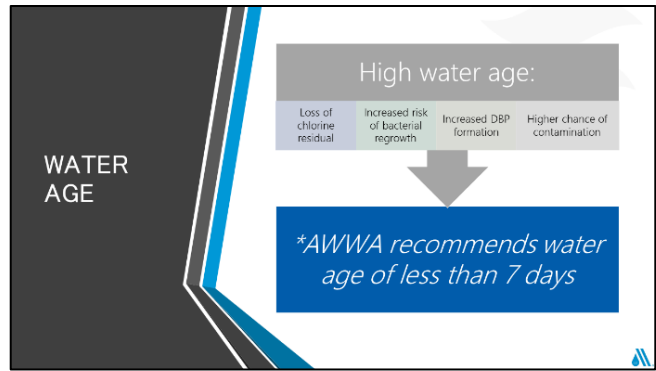 WATER
AGE
High water age:
Loss of
chlorine
residual
Increased risk
of bacterial
regrowth
Increased DBP
formation
Higher chance of
contamination
*AWWA recommends water
age of less than 7 days